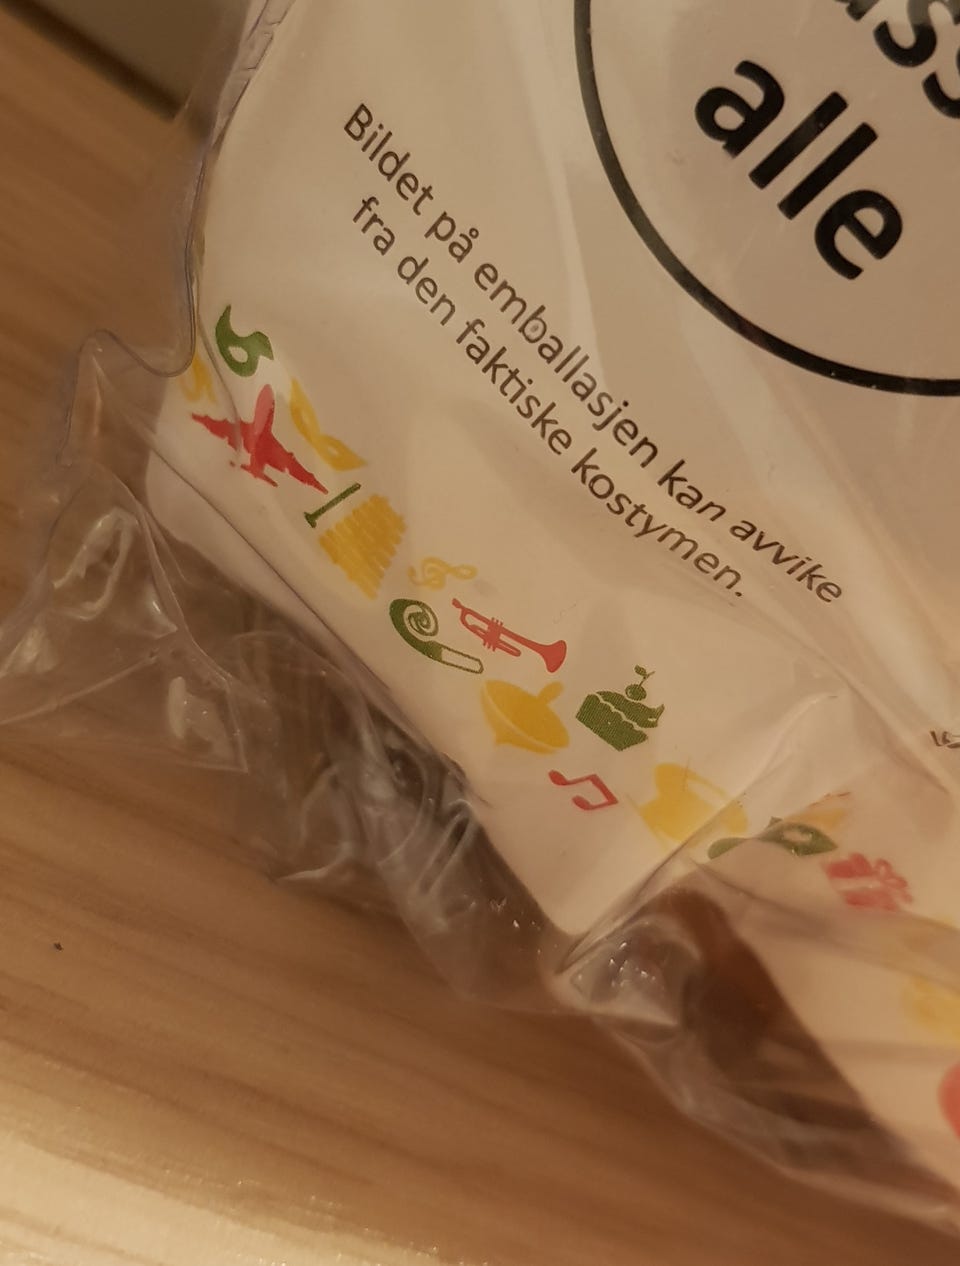 alle
Bildet på emballasjen kan avvike
fra den faktiske kostymen.